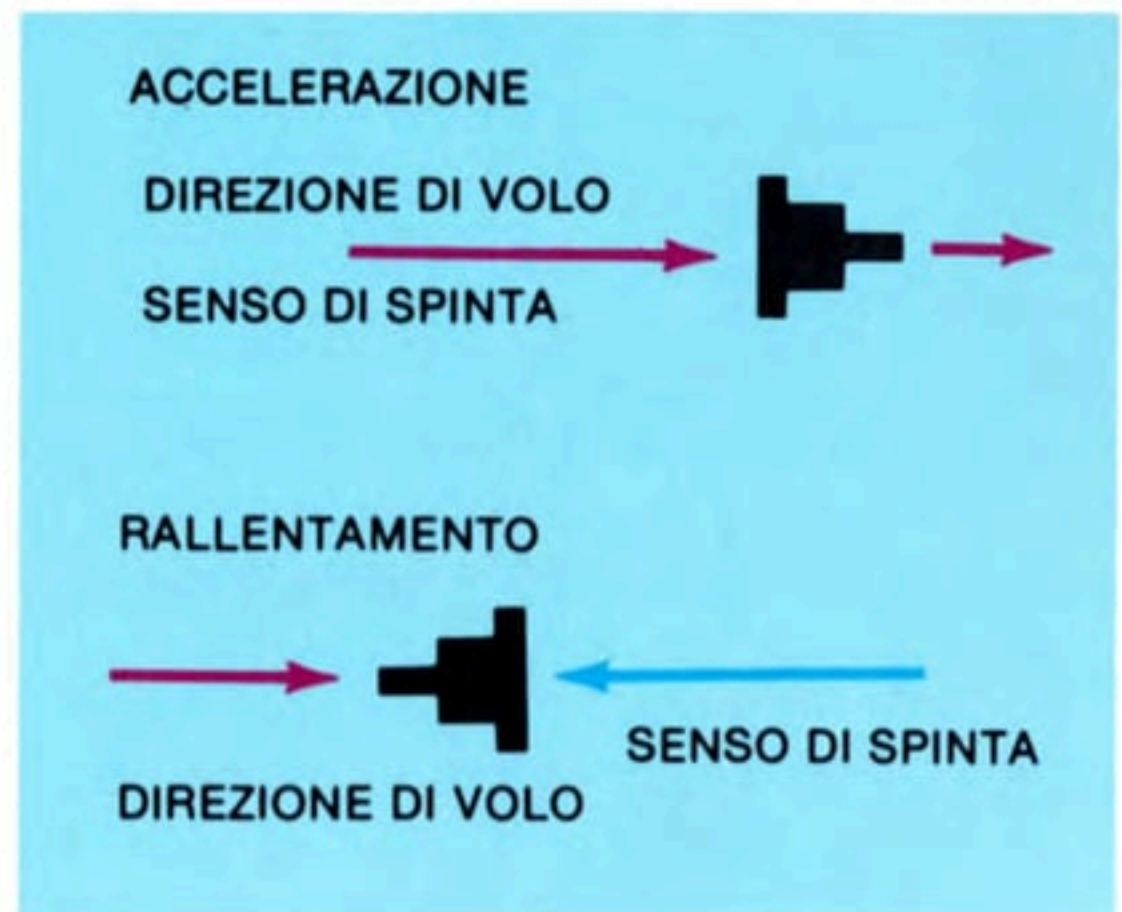 ACCELERAZIONE
DIREZIONE DI VOLO
SENSO DI SPINTA
RALLENTAMENTO
SENSO DI SPINTA
DIREZIONE DI VOLO